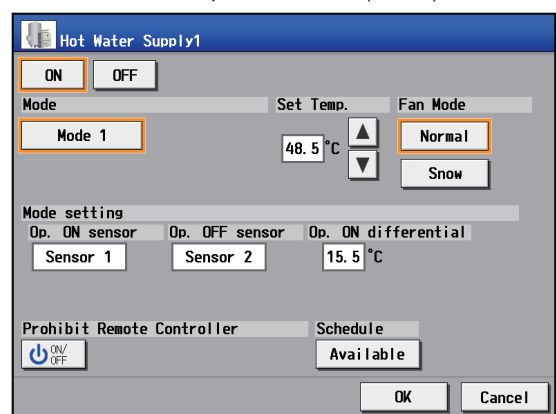 Hot Water Supply1
ON OFF
Mode Set Temp. Fan Mode
Mode 1 48.5°C Normal
Snow
Mode setting
Op. ON sensor Op. OFF sensor Op. ON differential
Sensor 1 Sensor 2 15.5 °C
Prohibit Remote Controller Schedule
ON/OFF Available
OK Cancel